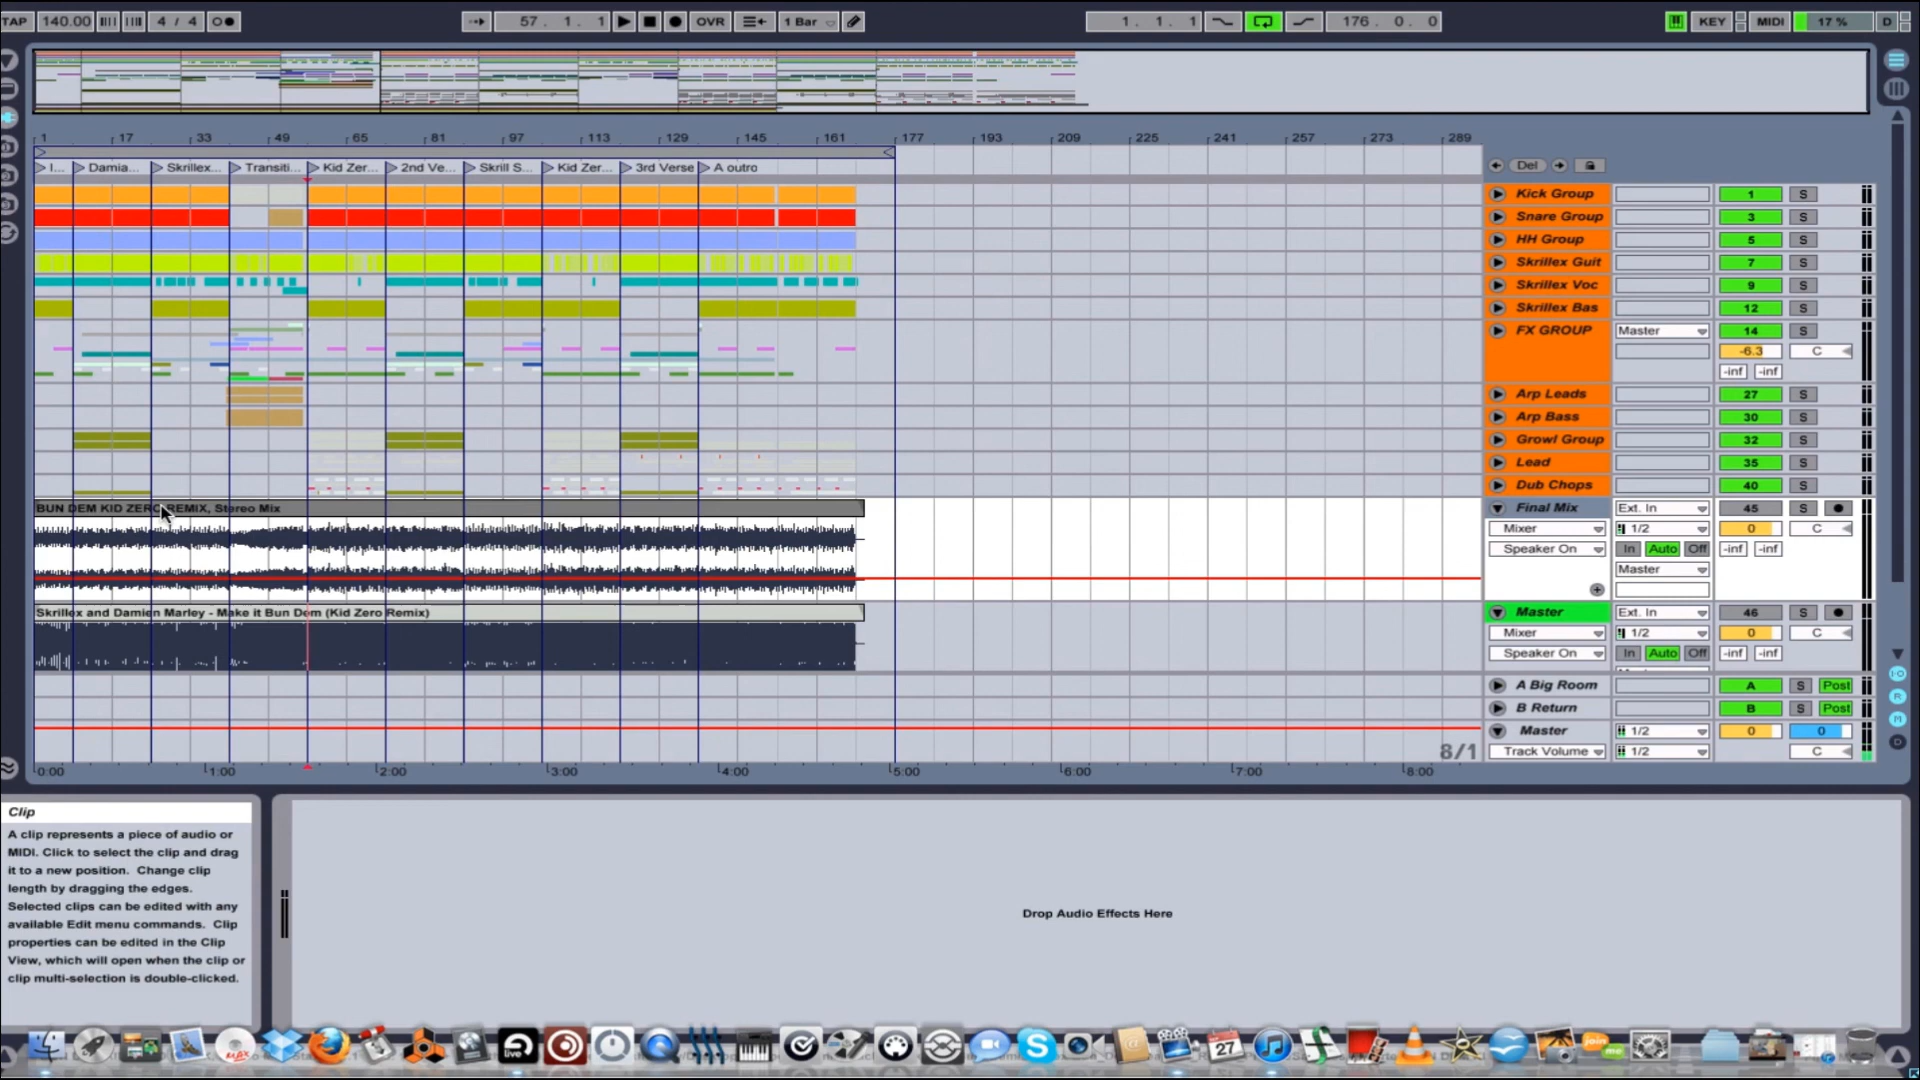 TAP 140.00 4 / 4 57 . 1 . 1 OVR 1 Bar 1 . 1 . 1 176 . 0 . 0 KEY MIDI 17 % D
1 17 33 49 65 81 97 113 129 145 161 177 193 209 225 241 257 273 289
I... Damia... Skrillex... Transiti... Kid Zer... 2nd Ve... Skrill S... Kid Zer... 3rd Verse A outro Del
Kick Group 1 S
Snare Group 3 S
HH Group 5 S
Skrillex Guit 7 S
Skrillex Voc 9 S
Skrillex Bas 12 S
FX GROUP Master 14 S
-6.3 C
-inf -inf
Arp Leads 27 S
Arp Bass 30 S
Growl Group 32 S
Lead 35 S
Dub Chops 40 S
BUN DEM KID ZERO REMIX, Stereo Mix Final Mix Ext. In 45 S
Mixer 1/2 0 C
Speaker On In Auto Off -inf -inf
Master
Skrillex and Damien Marley - Make it Bun Dem (Kid Zero Remix) Master Ext. In 46 S
Mixer 1/2 0 C
Speaker On In Auto Off -inf -inf
A Big Room A S Post
B Return B S Post
Master 1/2 0 0
8/1 Track Volume 1/2 C
0:00 1:00 2:00 3:00 4:00 5:00 6:00 7:00 8:00
Clip
A clip represents a piece of audio or
MIDI. Click to select the clip and drag
it to a new position. Change clip
length by dragging the edges.
Selected clips can be edited with any
available Edit menu commands. Clip
properties can be edited in the Clip
View, which will open when the clip or
clip multi-selection is double-clicked.
Drop Audio Effects Here